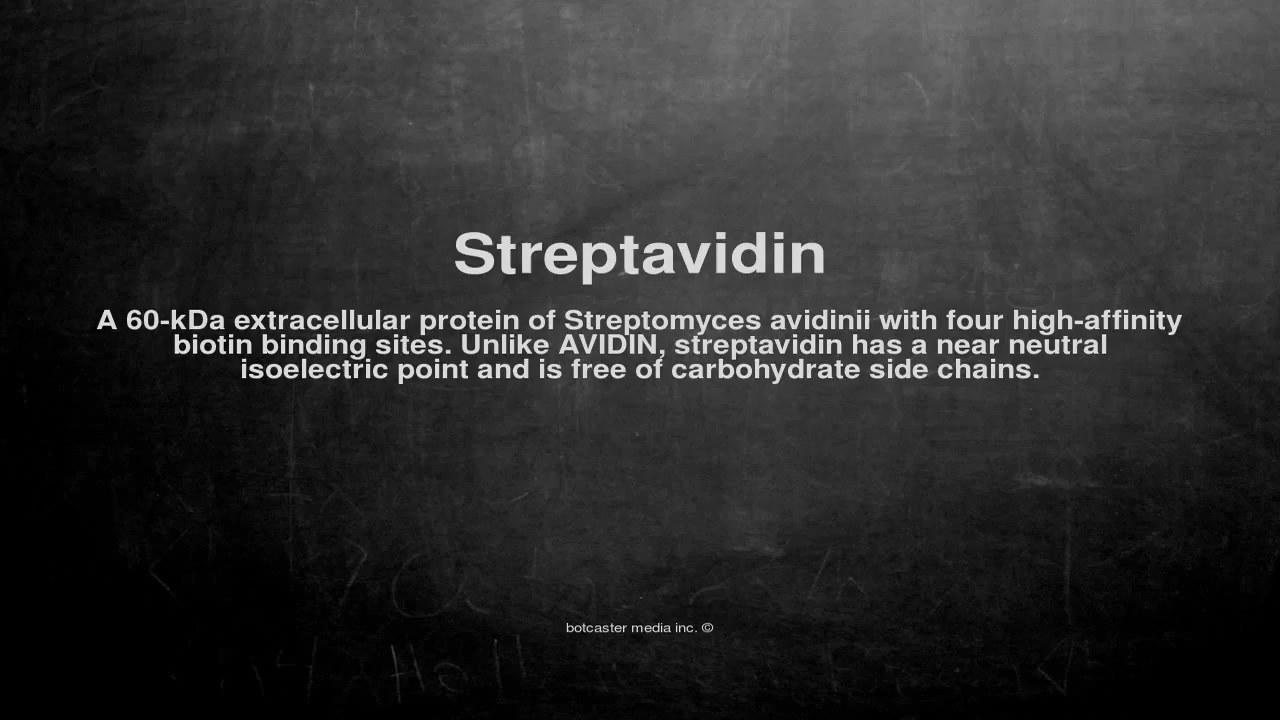 Streptavidin
A 60-kDa extracellular protein of Streptomyces avidinii with four high-affinity
biotin binding sites. Unlike AVIDIN, streptavidin has a near neutral
isoelectric point and is free of carbohydrate side chains.
botcaster media inc. ©